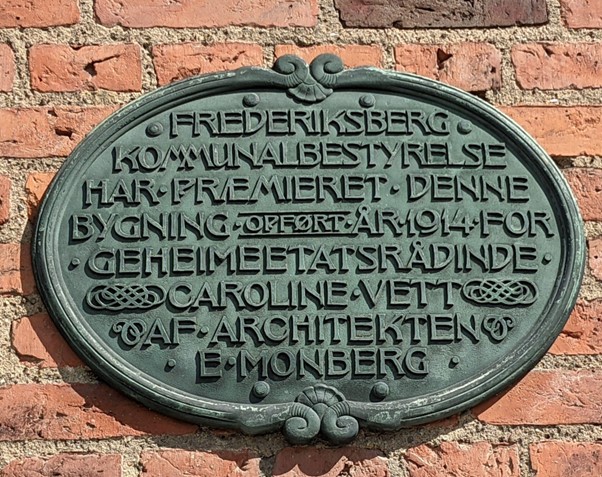 FREDERIKSBERG
KOMMUNALBESTYRELSE
HAR · PRÆMIERET · DENNE
BYGNING · OPFØRT · ÅR · 1914 · FOR
· GEHEIMEETATSRÅDINDE ·
CAROLINE · VETT
AF · ARCHITEKTEN
E · MONBERG